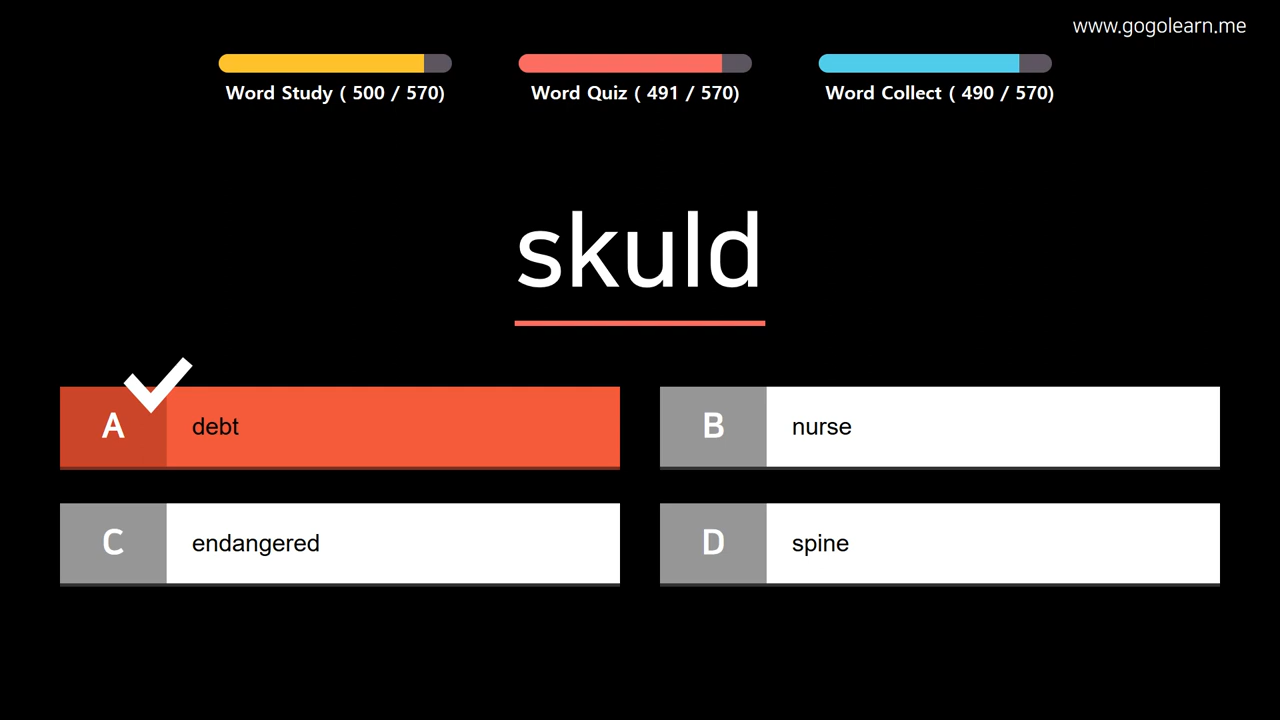 www.gogolearn.me
Word Study ( 500 / 570)
Word Quiz ( 491 / 570)
Word Collect ( 490 / 570)
skuld
A debt
B nurse
C endangered
D spine